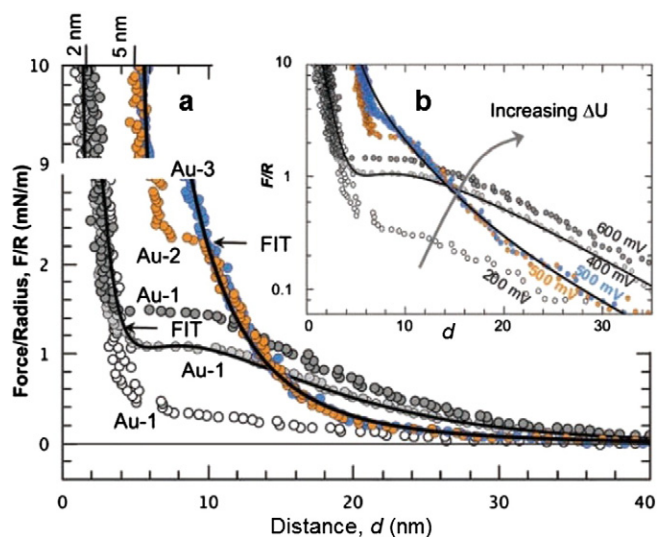 2 nm
5 nm
10
a
9
Au-3
FIT
Au-2
2
Au-1
FIT
1
Au-1
Au-1
0
0
10
20
30
40
Force/Radius, F/R (mN/m)
Distance, d (nm)
10
b
Increasing ΔU
1
F/R
0.1
600 mV
400 mV
500 mV
500 mV
200 mV
0
10
d
20
30